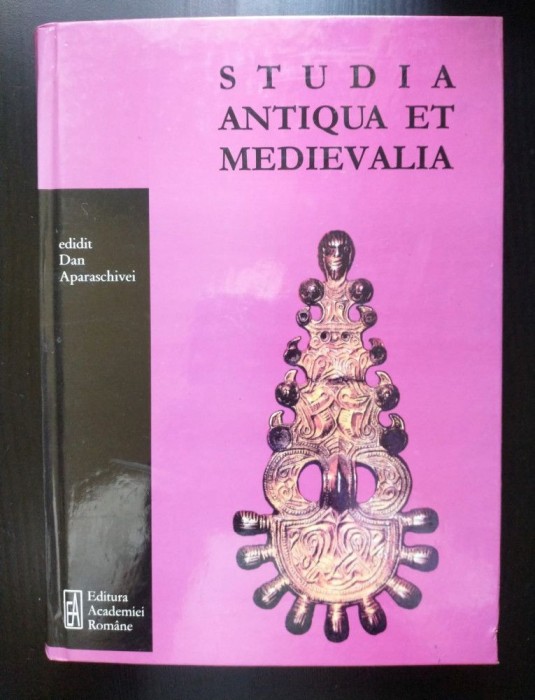 STUDIA
ANTIQUA ET
MEDIEVALIA
edidit
Dan
Aparaschivei
EA
Editura
Academiei
Române